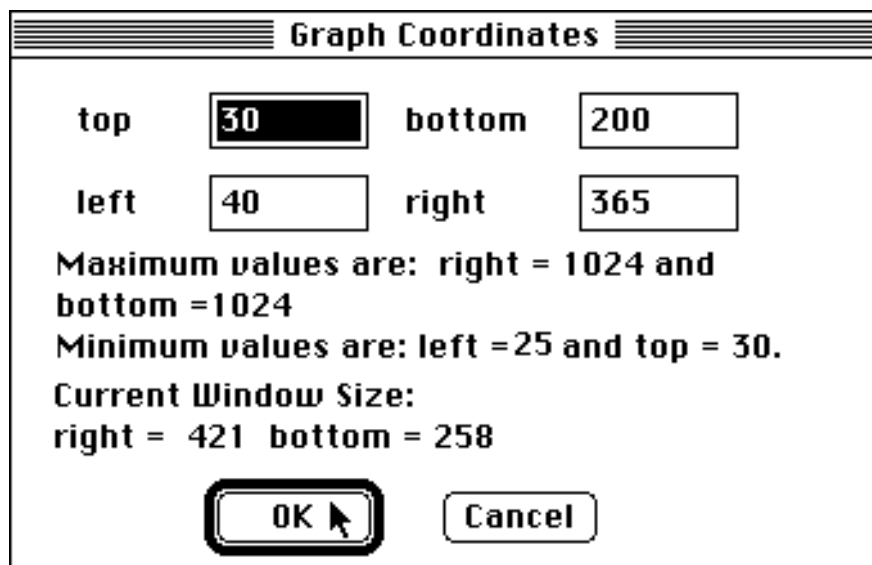 Graph Coordinates
top 30 bottom 200
left 40 right 365
Maximum values are: right = 1024 and
bottom =1024
Minimum values are: left =25 and top = 30.
Current Window Size:
right = 421 bottom = 258
OK Cancel